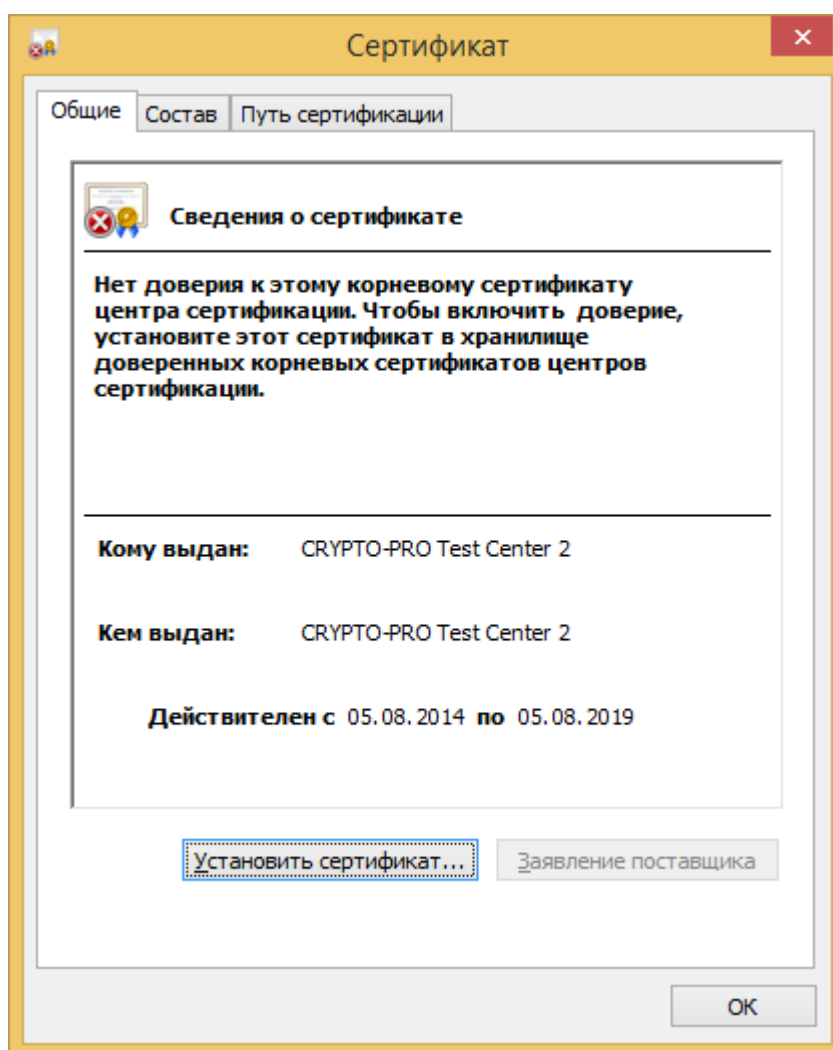 Сертификат
Общие Состав Путь сертификации
Сведения о сертификате
Нет доверия к этому корневому сертификату
центра сертификации. Чтобы включить доверие,
установите этот сертификат в хранилище
доверенных корневых сертификатов центров
сертификации.
Кому выдан: CRYPTO-PRO Test Center 2
Кем выдан: CRYPTO-PRO Test Center 2
Действителен с 05.08.2014 по 05.08.2019
Установить сертификат... Заявление поставщика
ОК